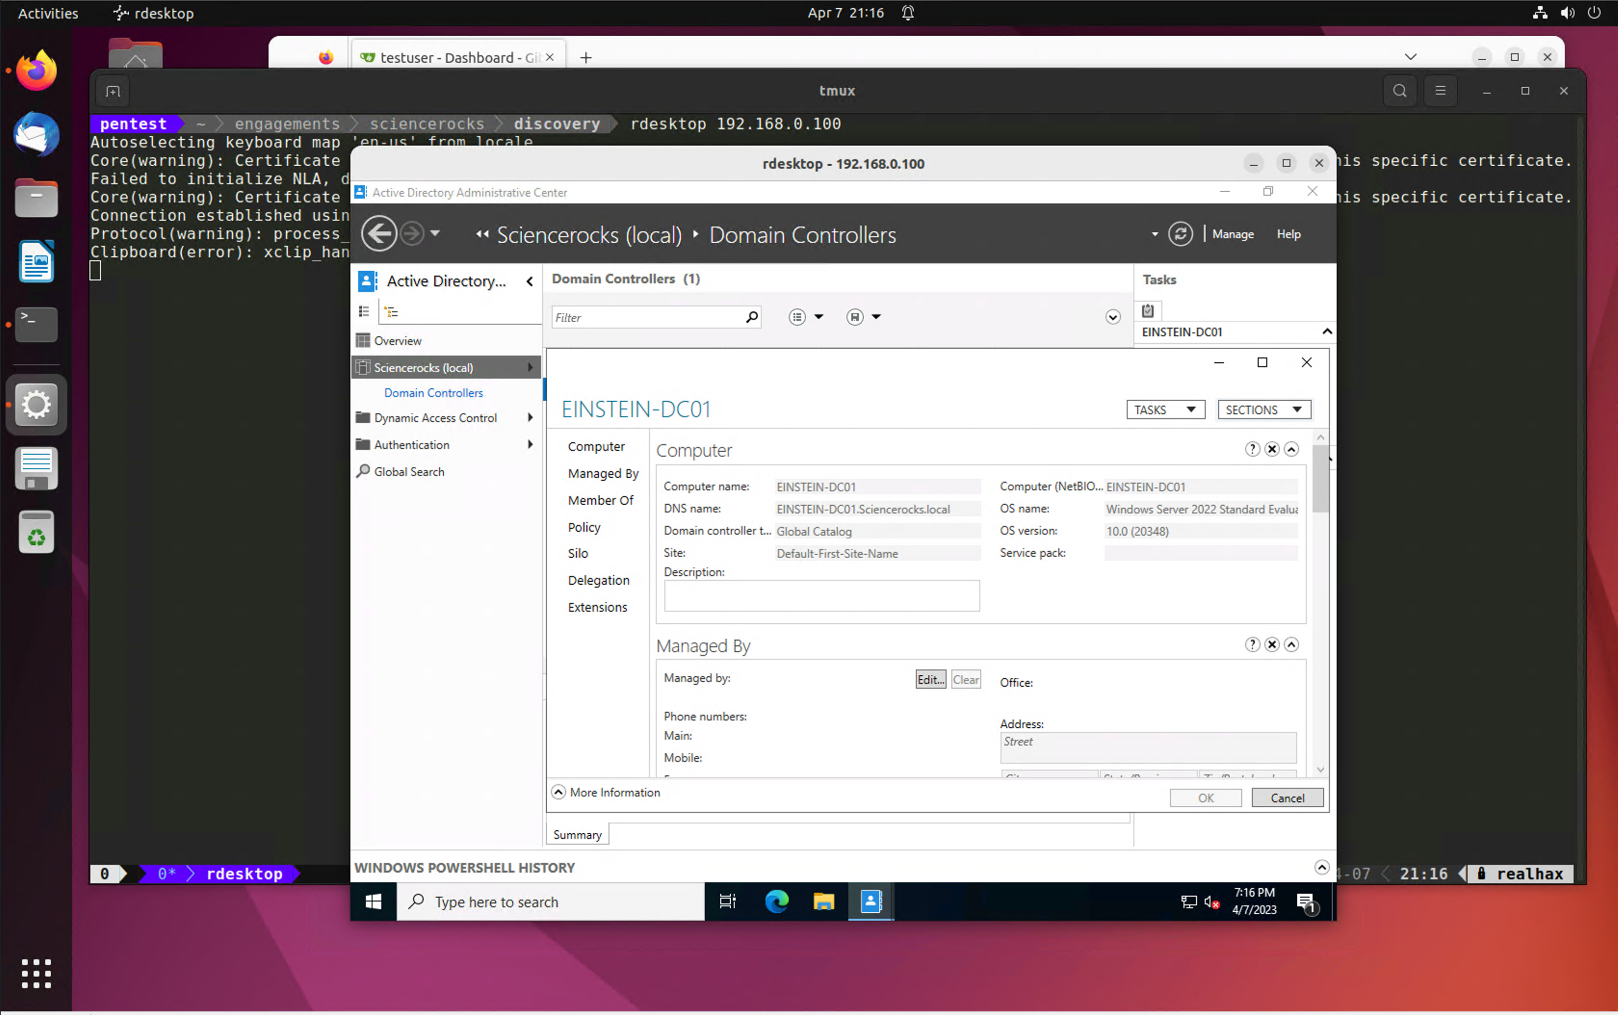 Activities
rdesktop
Apr 7 21:16
testuser - Dashboard - Git
tmux
pentest ~ engagements sciencerocks discovery rdesktop 192.168.0.100
Autoselecting keyboard map 'en-us' from locale
Core(warning): Certificate
his specific certificate.
Failed to initialize NLA, d
Core(warning): Certificate
his specific certificate.
Connection established usin
Protocol(warning): process_
Clipboard(error): xclip_han
rdesktop - 192.168.0.100
Active Directory Administrative Center
Sciencerocks (local) Domain Controllers
Manage
Help
Active Directory...
Domain Controllers (1)
Tasks
Filter
EINSTEIN-DC01
Overview
Sciencerocks (local)
Domain Controllers
Dynamic Access Control
Authentication
Global Search
EINSTEIN-DC01
TASKS
SECTIONS
Computer
Managed By
Member Of
Policy
Silo
Delegation
Extensions
Computer
Computer name: EINSTEIN-DC01
Computer (NetBIO... EINSTEIN-DC01
DNS name: EINSTEIN-DC01.Sciencerocks.local
OS name: Windows Server 2022 Standard Evalua
Domain controller t... Global Catalog
OS version: 10.0 (20348)
Site: Default-First-Site-Name
Service pack:
Description:
Managed By
Managed by:
Edit...
Clear
Office:
Phone numbers:
Address:
Main:
Street
Mobile:
More Information
OK
Cancel
Summary
WINDOWS POWERSHELL HISTORY
0 0* rdesktop
4-07 21:16 realhax
Type here to search
7:16 PM
4/7/2023
1